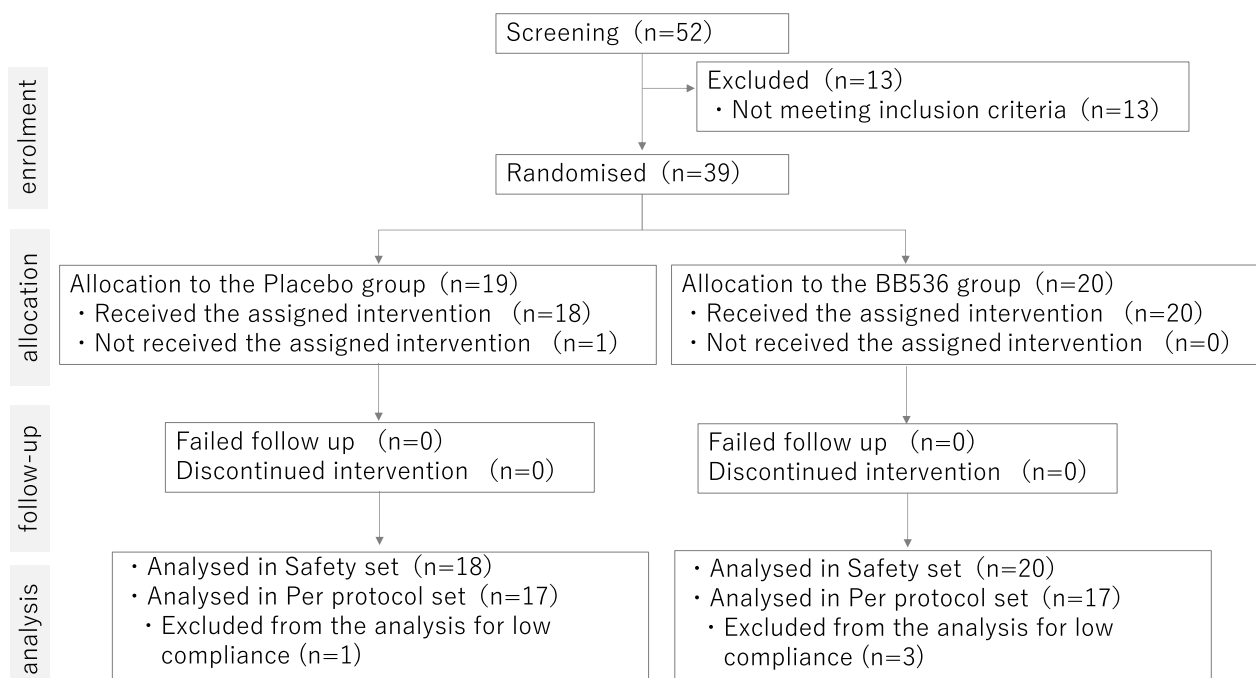 Screening（n=52）
Excluded（n=13）
・Not meeting inclusion criteria（n=13）
enrolment
Randomised（n=39）
allocation
Allocation to the Placebo group（n=19）
・Received the assigned intervention （n=18）
・Not received the assigned intervention （n=1）
Allocation to the BB536 group（n=20）
・Received the assigned intervention （n=20）
・Not received the assigned intervention （n=0）
follow-up
Failed follow up （n=0）
Discontinued intervention （n=0）
Failed follow up （n=0）
Discontinued intervention （n=0）
analysis
・Analysed in Safety set（n=18）
・Analysed in Per protocol set（n=17）
・Excluded from the analysis for low
compliance (n=1）
・Analysed in Safety set（n=20）
・Analysed in Per protocol set（n=17）
・Excluded from the analysis for low
compliance (n=3）